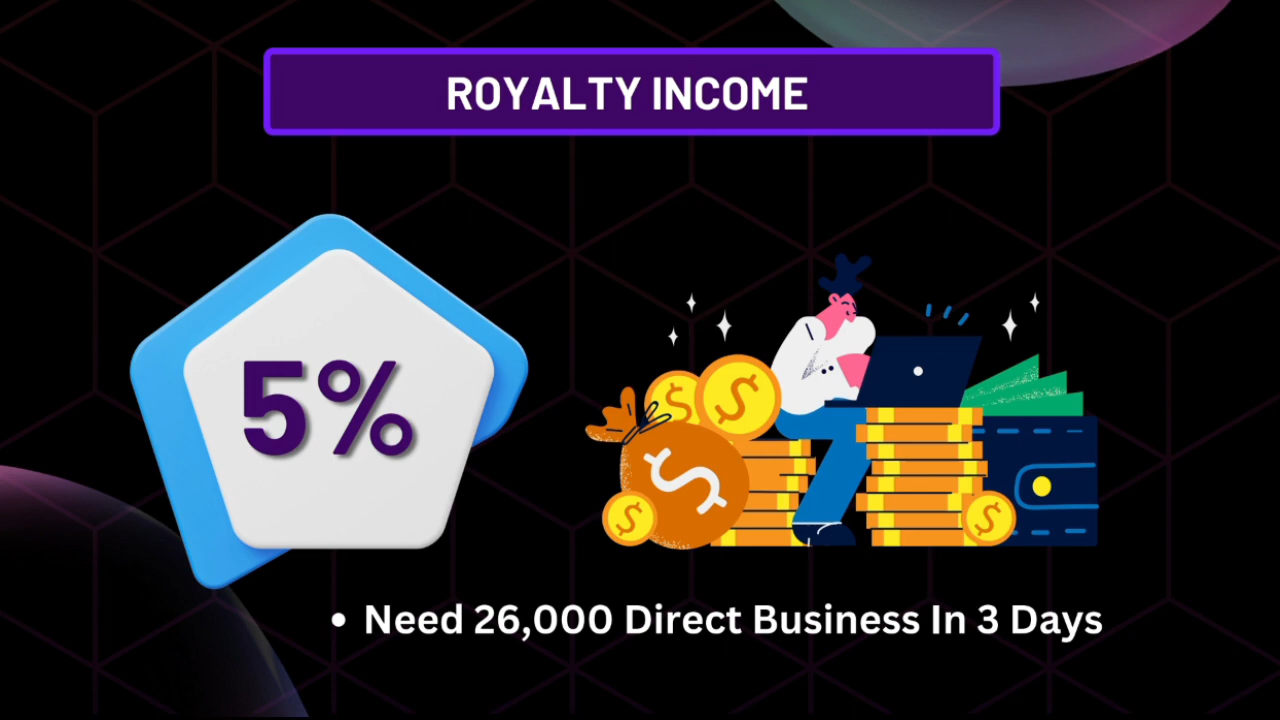 ROYALTY INCOME
5%
• Need 26,000 Direct Business In 3 Days